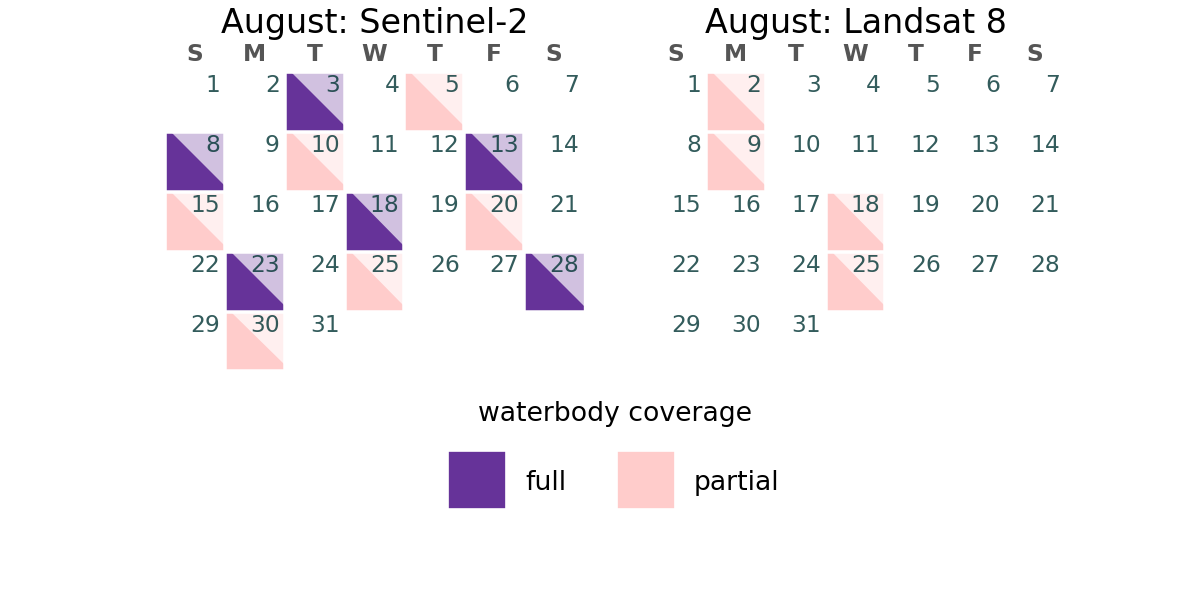 August: Sentinel-2
S M T W T F S
1 2 3 4 5 6 7
8 9 10 11 12 13 14
15 16 17 18 19 20 21
22 23 24 25 26 27 28
29 30 31
August: Landsat 8
S M T W T F S
1 2 3 4 5 6 7
8 9 10 11 12 13 14
15 16 17 18 19 20 21
22 23 24 25 26 27 28
29 30 31
waterbody coverage
full
partial